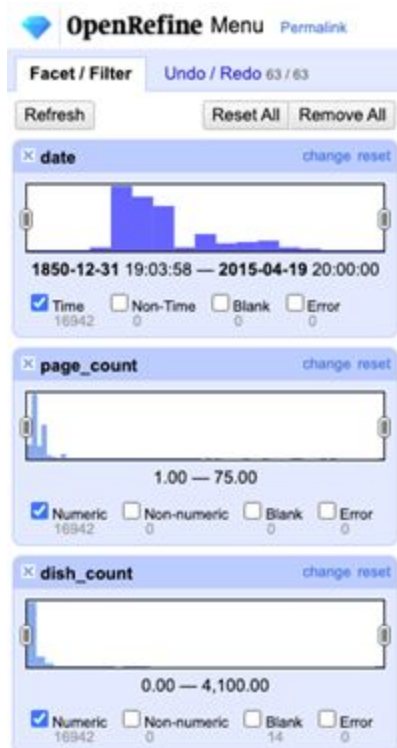 OpenRefine Menu Permalink
Facet / Filter Undo / Redo 63 / 63
Refresh Reset All Remove All
× date change reset
1850-12-31 19:03:58 — 2015-04-19 20:00:00
Time Non-Time Blank Error
16942 0 0 0
× page_count change reset
1.00 — 75.00
Numeric Non-numeric Blank Error
16942 0 0 0
× dish_count change reset
0.00 — 4,100.00
Numeric Non-numeric Blank Error
16942 0 14 0